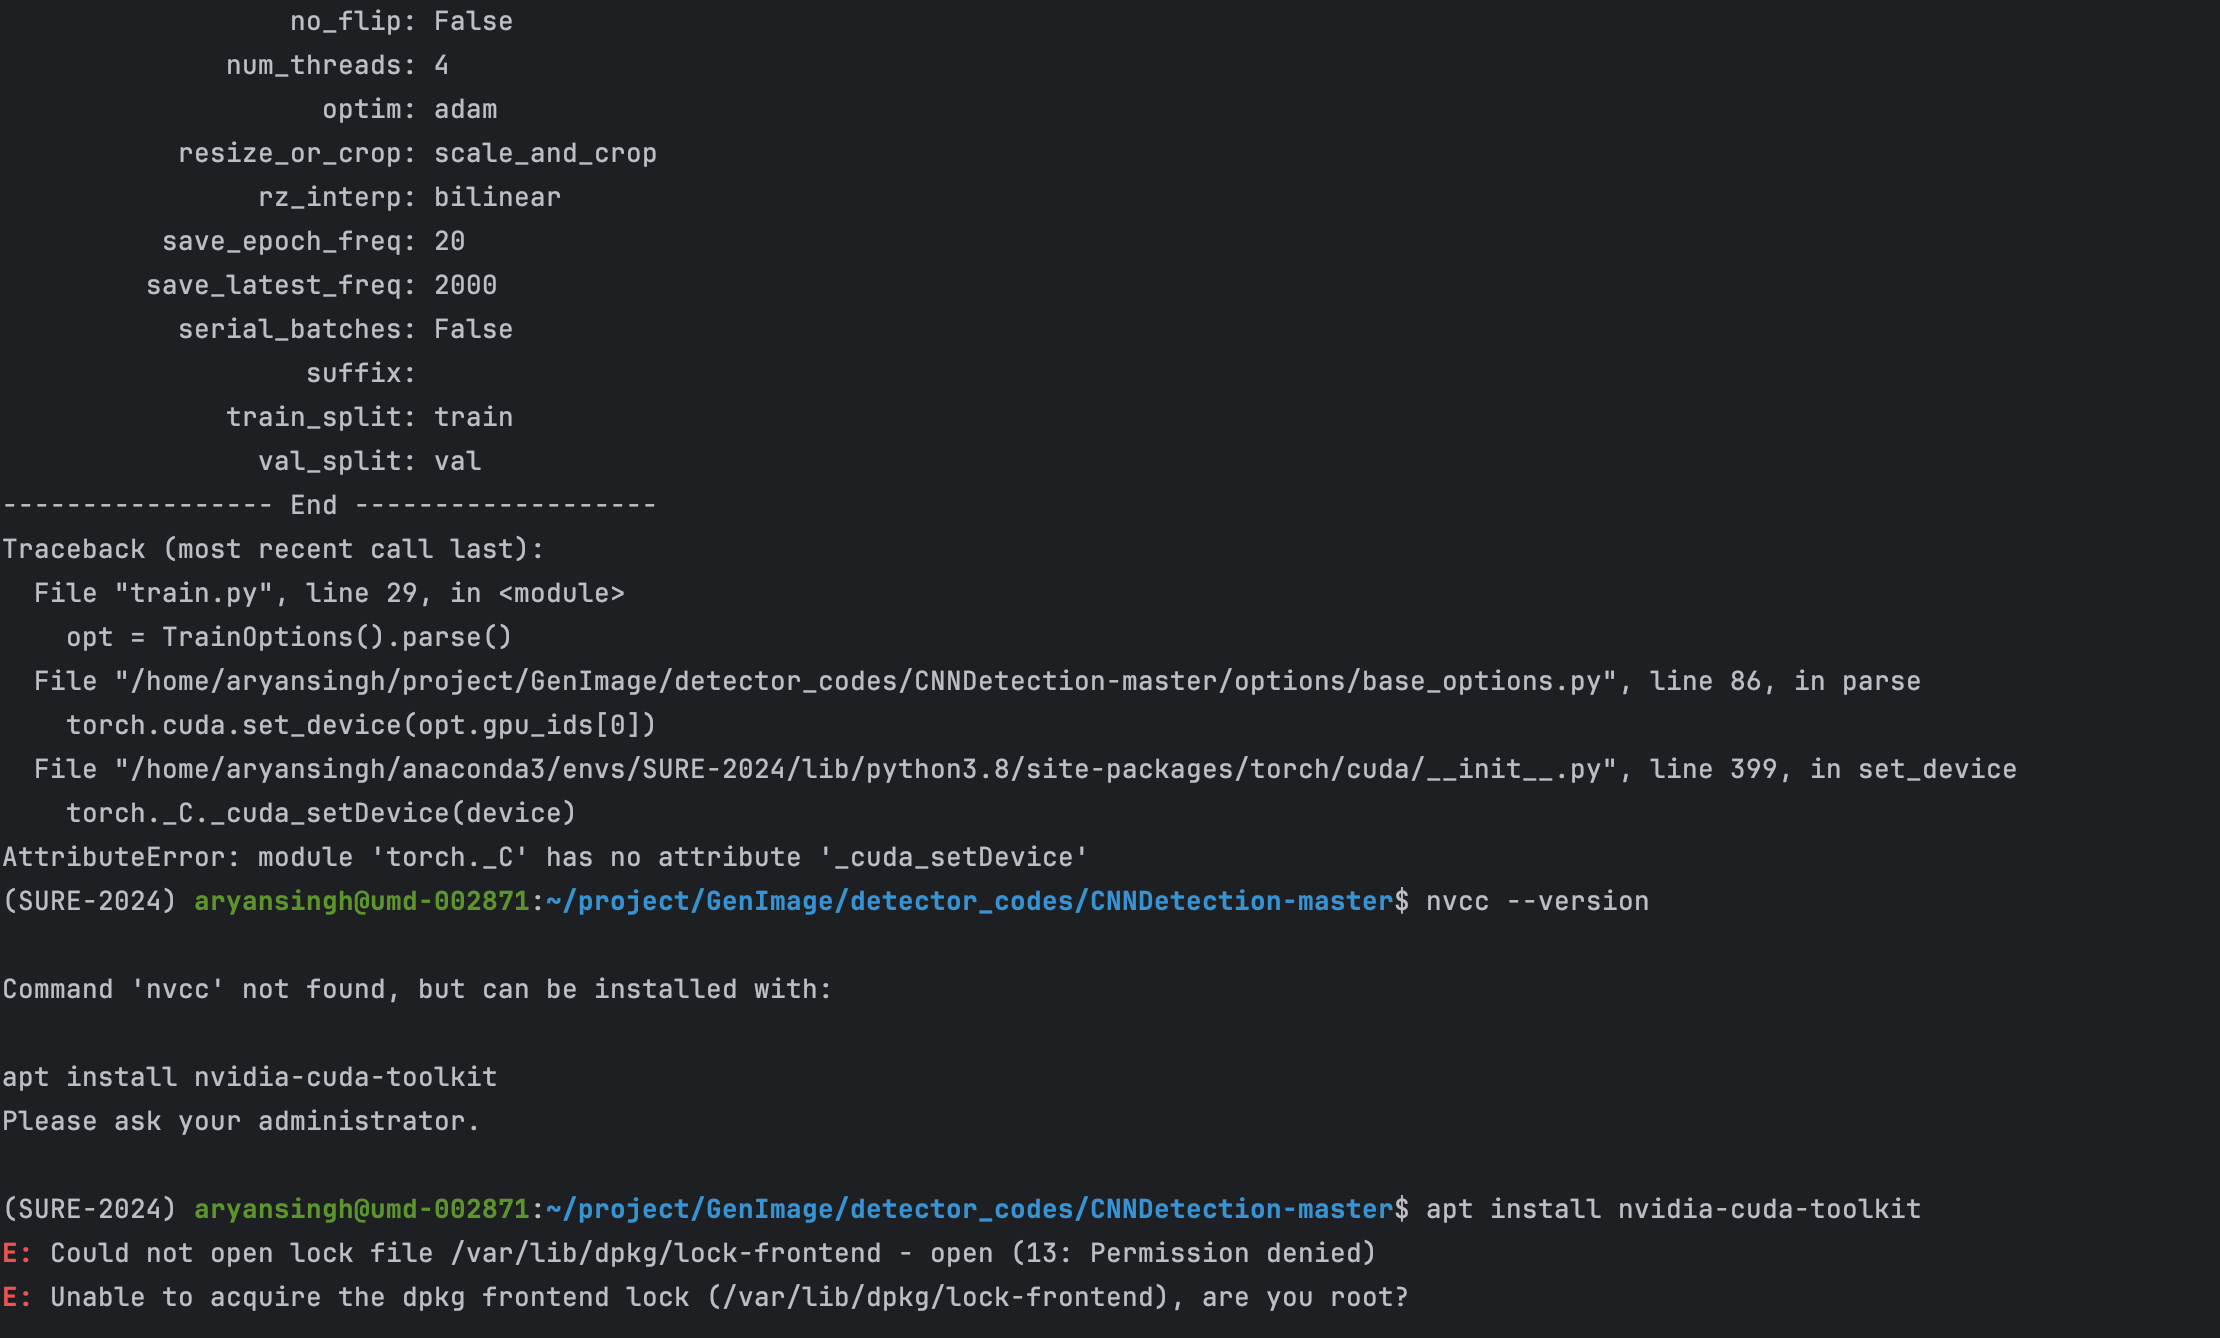 no_flip: False
num_threads: 4
optim: adam
resize_or_crop: scale_and_crop
rz_interp: bilinear
save_epoch_freq: 20
save_latest_freq: 2000
serial_batches: False
suffix:
train_split: train
val_split: val
----------------- End -------------------
Traceback (most recent call last):
  File "train.py", line 29, in <module>
    opt = TrainOptions().parse()
  File "/home/aryansingh/project/GenImage/detector_codes/CNNDetection-master/options/base_options.py", line 86, in parse
    torch.cuda.set_device(opt.gpu_ids[0])
  File "/home/aryansingh/anaconda3/envs/SURE-2024/lib/python3.8/site-packages/torch/cuda/__init__.py", line 399, in set_device
    torch._C._cuda_setDevice(device)
AttributeError: module 'torch._C' has no attribute '_cuda_setDevice'
(SURE-2024) aryansingh@umd-002871:~/project/GenImage/detector_codes/CNNDetection-master$ nvcc --version
Command 'nvcc' not found, but can be installed with:
apt install nvidia-cuda-toolkit
Please ask your administrator.
(SURE-2024) aryansingh@umd-002871:~/project/GenImage/detector_codes/CNNDetection-master$ apt install nvidia-cuda-toolkit
E: Could not open lock file /var/lib/dpkg/lock-frontend - open (13: Permission denied)
E: Unable to acquire the dpkg frontend lock (/var/lib/dpkg/lock-frontend), are you root?